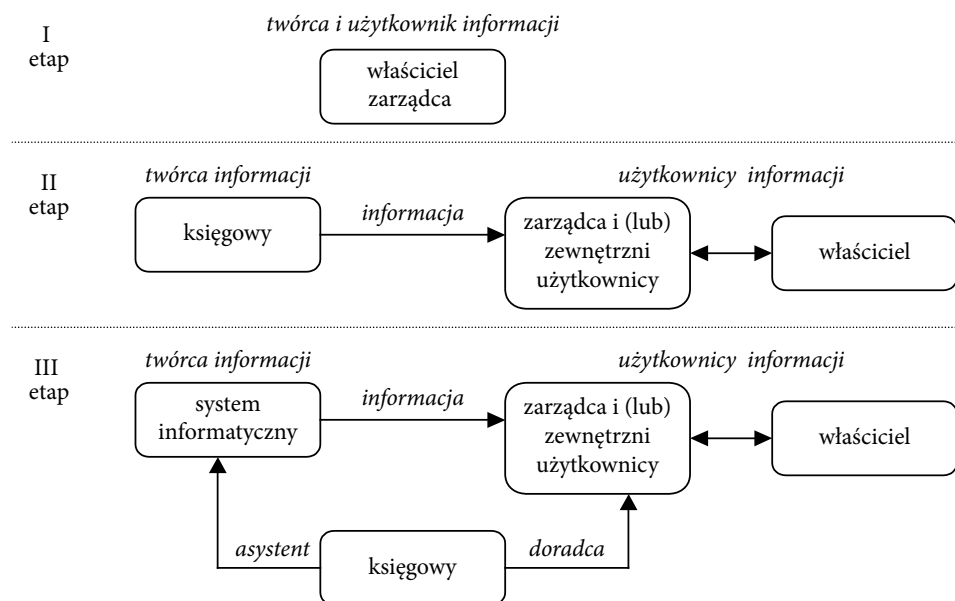 I
etap
twórca i użytkownik informacji
właściciel
zarządca
II
etap
twórca informacji
użytkownicy informacji
księgowy
informacja
zarządca i (lub)
zewnętrzni
użytkownicy
właściciel
III
etap
twórca informacji
użytkownicy informacji
system
informatyczny
informacja
zarządca i (lub)
zewnętrzni
użytkownicy
właściciel
asystent
księgowy
doradca